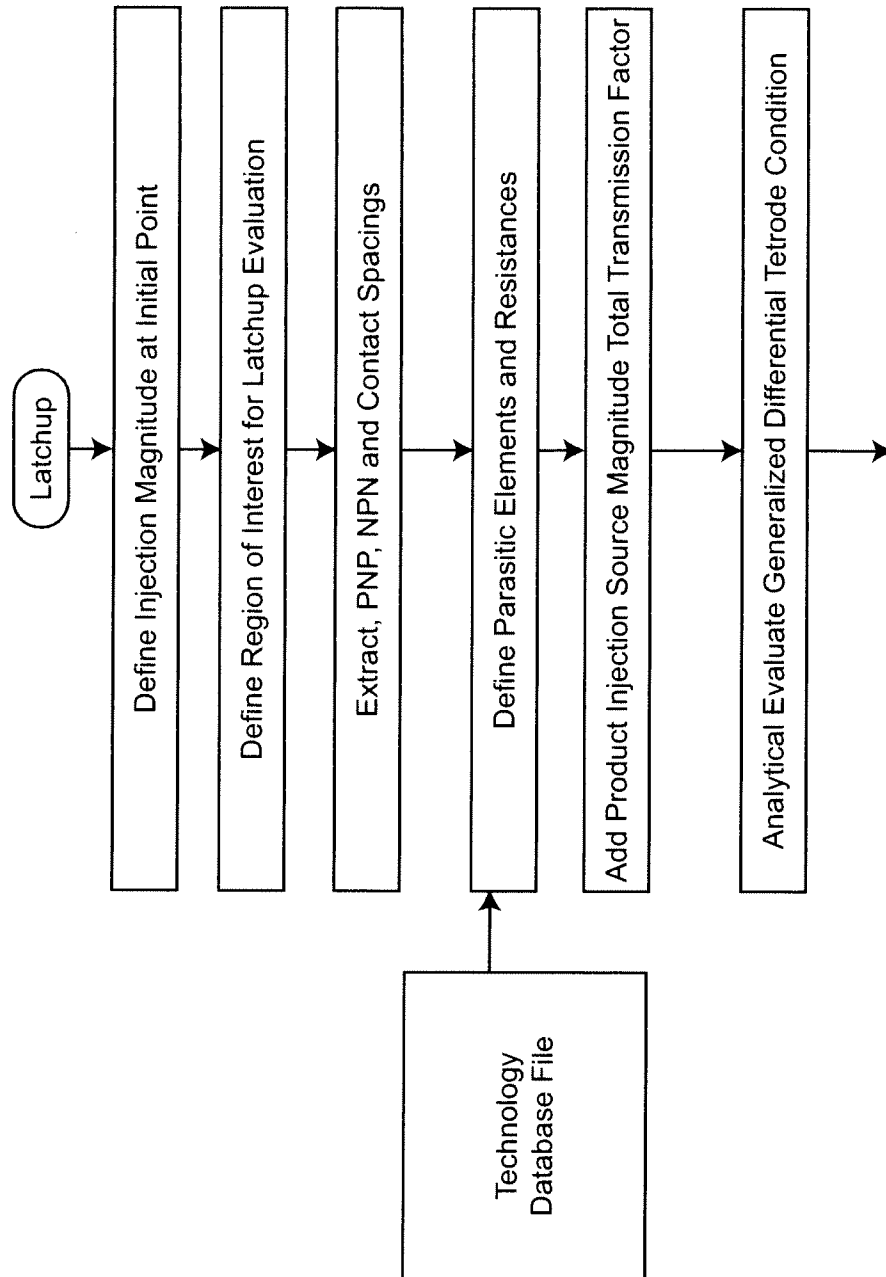 Latchup
Define Injection Magnitude at Initial Point
Define Region of Interest for Latchup Evaluation
Extract, PNP, NPN and Contact Spacings
Technology
Database File
Define Parasitic Elements and Resistances
Add Product Injection Source Magnitude Total Transmission Factor
Analytical Evaluate Generalized Differential Tetrode Condition